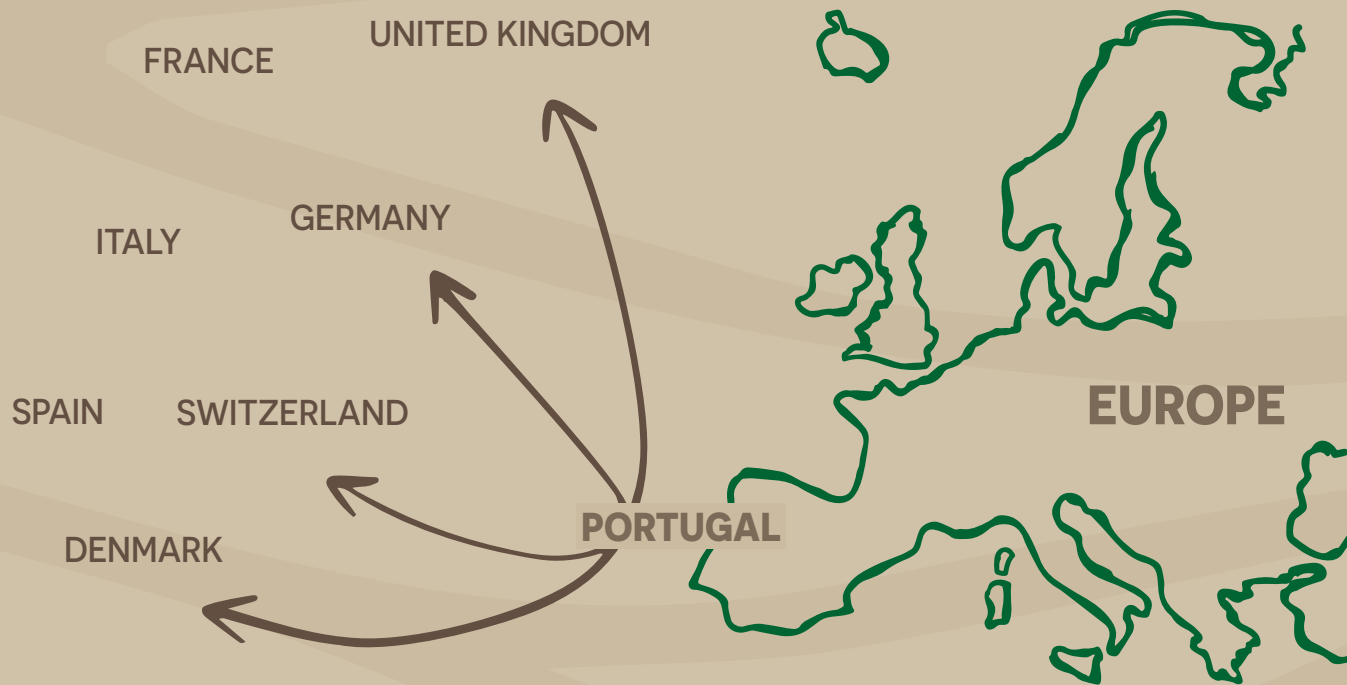 UNITED KINGDOM
FRANCE
GERMANY
ITALY
EUROPE
SPAIN
SWITZERLAND
PORTUGAL
DENMARK